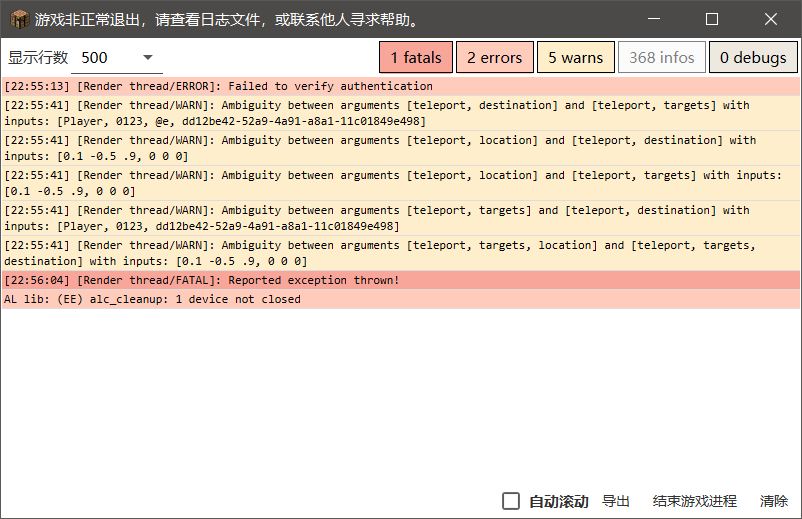 游戏非正常退出，请查看日志文件，或联系他人寻求帮助。
显示行数 500 1 fatals 2 errors 5 warns 368 infos 0 debugs
[22:55:13] [Render thread/ERROR]: Failed to verify authentication
[22:55:41] [Render thread/WARN]: Ambiguity between arguments [teleport, destination] and [teleport, targets] with
inputs: [Player, 0123, @e, dd12be42-52a9-4a91-a8a1-11c01849e498]
[22:55:41] [Render thread/WARN]: Ambiguity between arguments [teleport, location] and [teleport, destination] with
inputs: [0.1 -0.5 .9, 0 0 0]
[22:55:41] [Render thread/WARN]: Ambiguity between arguments [teleport, location] and [teleport, targets] with inputs:
[0.1 -0.5 .9, 0 0 0]
[22:55:41] [Render thread/WARN]: Ambiguity between arguments [teleport, targets] and [teleport, destination] with
inputs: [Player, 0123, dd12be42-52a9-4a91-a8a1-11c01849e498]
[22:55:41] [Render thread/WARN]: Ambiguity between arguments [teleport, targets, location] and [teleport, targets,
destination] with inputs: [0.1 -0.5 .9, 0 0 0]
[22:56:04] [Render thread/FATAL]: Reported exception thrown!
AL lib: (EE) alc_cleanup: 1 device not closed
自动滚动 导出 结束游戏进程 清除